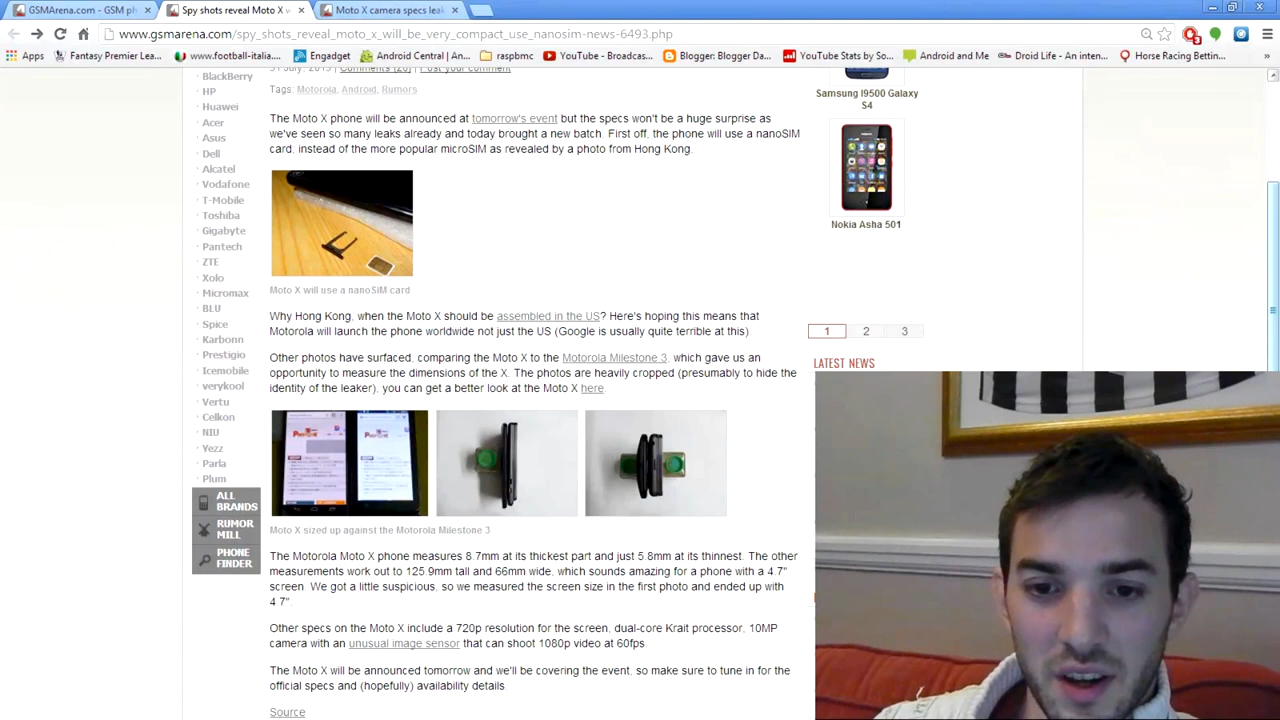 GSMArena.com - GSM ph
Spy shots reveal Moto X w
Moto X camera specs leak
www.gsmarena.com/spy_shots_reveal_moto_x_will_be_very_compact_use_nanosim-news-6493.php
Apps
Fantasy Premier Lea...
www.football-italia...
Engadget
Android Central - An...
raspbmc
YouTube - Broadcas...
Blogger: Blogger Da...
YouTube Stats by So...
Android and Me
Droid Life - An inten...
Horse Racing Bettin...
»
31 July, 2013 | Comments (20) | Post your comment
Tags: Motorola, Android, Rumors
The Moto X phone will be announced at tomorrow's event but the specs won't be a huge surprise as
we've seen so many leaks already and today brought a new batch. First off, the phone will use a nanoSIM
card, instead of the more popular microSIM as revealed by a photo from Hong Kong.
Moto X will use a nanoSIM card
Why Hong Kong, when the Moto X should be assembled in the US? Here's hoping this means that
Motorola will launch the phone worldwide not just the US (Google is usually quite terrible at this).
Other photos have surfaced, comparing the Moto X to the Motorola Milestone 3, which gave us an
opportunity to measure the dimensions of the X. The photos are heavily cropped (presumably to hide the
identity of the leaker), you can get a better look at the Moto X here.
Moto X sized up against the Motorola Milestone 3
The Motorola Moto X phone measures 8.7mm at its thickest part and just 5.8mm at its thinnest. The other
measurements work out to 125.9mm tall and 66mm wide, which sounds amazing for a phone with a 4.7"
screen. We got a little suspicious, so we measured the screen size in the first photo and ended up with
4.7".
Other specs on the Moto X include a 720p resolution for the screen, dual-core Krait processor, 10MP
camera with an unusual image sensor that can shoot 1080p video at 60fps.
The Moto X will be announced tomorrow and we'll be covering the event, so make sure to tune in for the
official specs and (hopefully) availability details.
Source
BlackBerry
HP
Huawei
Acer
Asus
Dell
Alcatel
Vodafone
T-Mobile
Toshiba
Gigabyte
Pantech
ZTE
Xolo
Micromax
BLU
Spice
Karbonn
Prestigio
Icemobile
verykool
Vertu
Celkon
NIU
Yezz
Parla
Plum
ALL
BRANDS
RUMOR
MILL
PHONE
FINDER
Samsung I9500 Galaxy
S4
Nokia Asha 501
1 2 3
LATEST NEWS